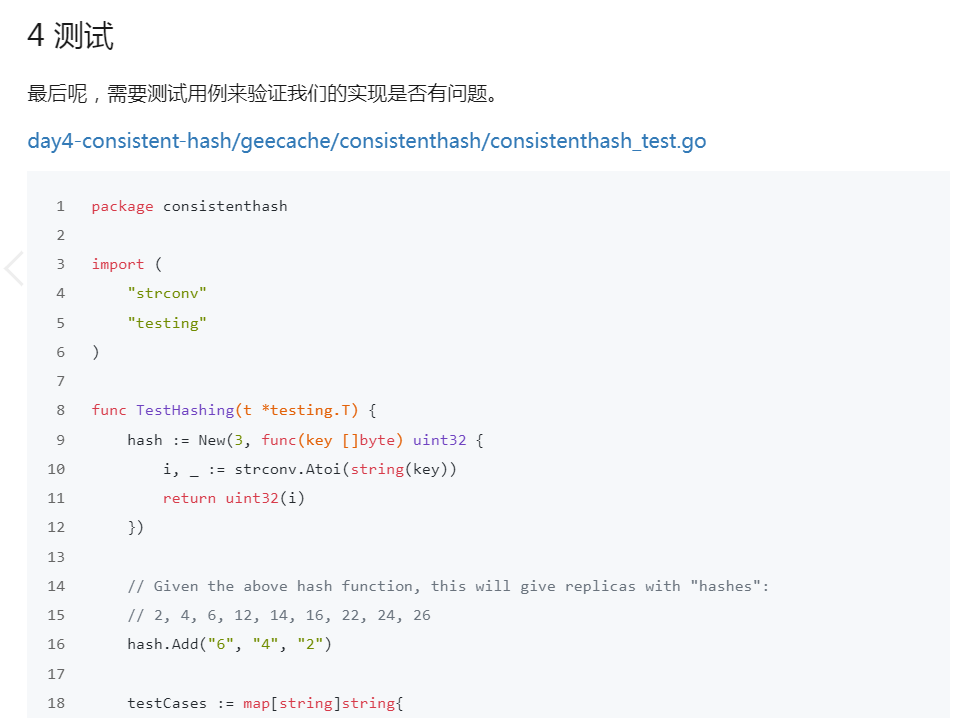 4 测试
最后呢，需要测试用例来验证我们的实现是否有问题。
day4-consistent-hash/geecache/consistenthash/consistenthash_test.go
1 package consistenthash
2
3 import (
4     "strconv"
5     "testing"
6 )
7
8 func TestHashing(t *testing.T) {
9     hash := New(3, func(key []byte) uint32 {
10         i, _ := strconv.Atoi(string(key))
11         return uint32(i)
12     })
13
14     // Given the above hash function, this will give replicas with "hashes":
15     // 2, 4, 6, 12, 14, 16, 22, 24, 26
16     hash.Add("6", "4", "2")
17
18     testCases := map[string]string{